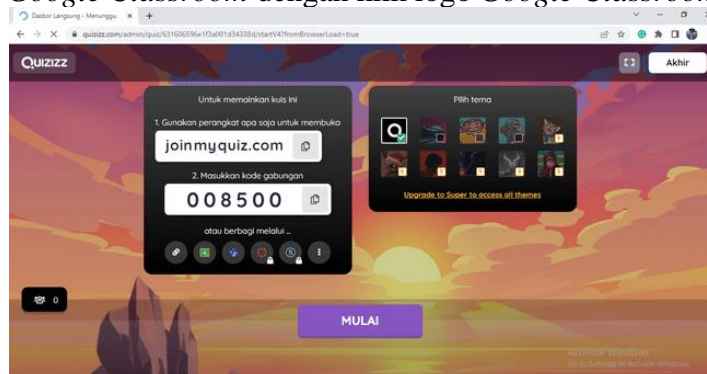 Google Classroom dengan klik logo Google Classroom
Dasbor Langsung - Menunggu
quizizz.com/admin/quiz/631606596e1f3a001d34338d/startV4?fromBrowserLoad=true
QUIZIZZ
Akhir
Untuk memainkan kuis ini
1. Gunakan perangkat apa saja untuk membuka
joinmyquiz.com
2. Masukkan kode gabungan
008500
atau berbagi melalui ...
Pilih tema
Upgrade to Super to access all themes
0
MULAI
Activate Windows
Go to Settings to activate Windows.